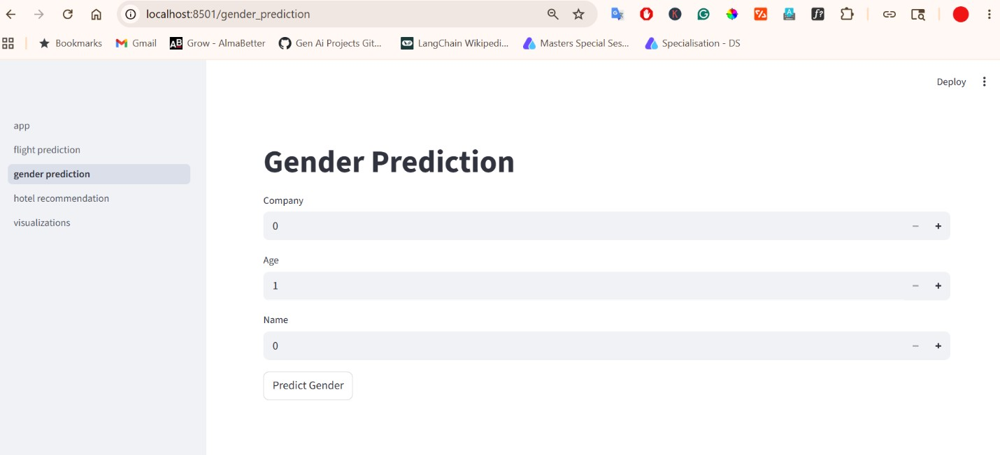 localhost:8501/gender_prediction
Bookmarks Gmail AB Grow - AlmaBetter Gen Ai Projects Git... LangChain Wikipedi... Masters Special Ses... Specialisation - DS
Deploy
app
flight prediction
gender prediction
hotel recommendation
visualizations
Gender Prediction
Company
0
Age
1
Name
0
Predict Gender